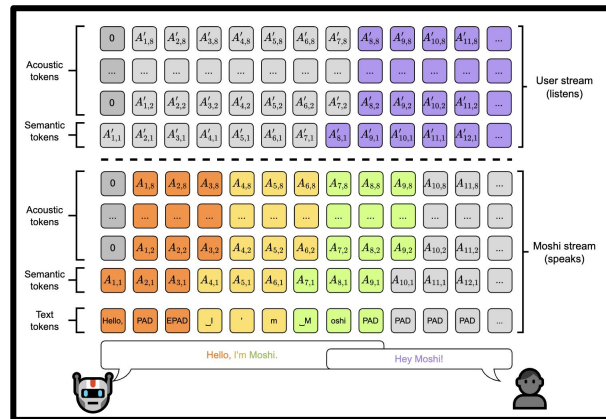 0 A'1,8 A'2,8 A'3,8 A'4,8 A'5,8 A'6,8 A'7,8 A'8,8 A'9,8 A'10,8 A'11,8 ...
Acoustic tokens
... ... ... ... ... ... ... ... ... ... ... ... ...
User stream (listens)
0 A'1,2 A'2,2 A'3,2 A'4,2 A'5,2 A'6,2 A'7,2 A'8,2 A'9,2 A'10,2 A'11,2 ...
Semantic tokens
A'1,1 A'2,1 A'3,1 A'4,1 A'5,1 A'6,1 A'7,1 A'8,1 A'9,1 A'10,1 A'11,1 A'12,1 ...
0 A1,8 A2,8 A3,8 A4,8 A5,8 A6,8 A7,8 A8,8 A9,8 A10,8 A11,8 ...
Acoustic tokens
... ... ... ... ... ... ... ... ... ... ... ... ...
Moshi stream (speaks)
0 A1,2 A2,2 A3,2 A4,2 A5,2 A6,2 A7,2 A8,2 A9,2 A10,2 A11,2 ...
Semantic tokens
A1,1 A2,1 A3,1 A4,1 A5,1 A6,1 A7,1 A8,1 A9,1 A10,1 A11,1 A12,1 ...
Text tokens
Hello, PAD EPAD _I ' m _M oshi PAD PAD PAD PAD ...
Hello, I'm Moshi.
Hey Moshi!